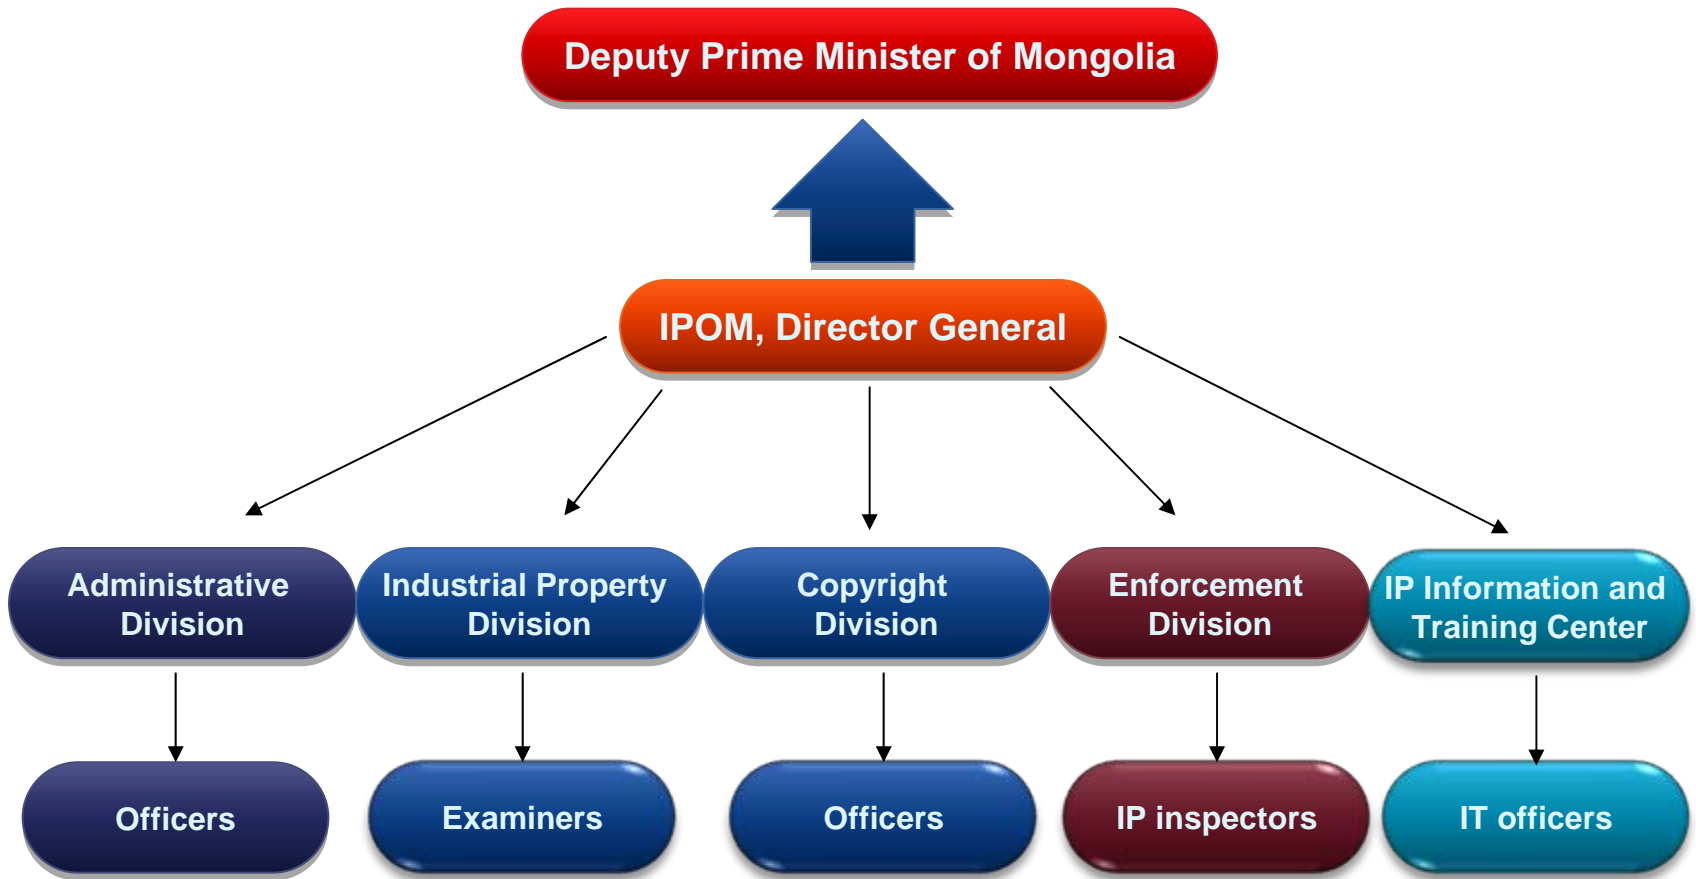 Deputy Prime Minister of Mongolia
IPOM, Director General
Administrative
Division
Industrial Property
Division
Copyright
Division
Enforcement
Division
IP Information and
Training Center
Officers
Examiners
Officers
IP inspectors
IT officers